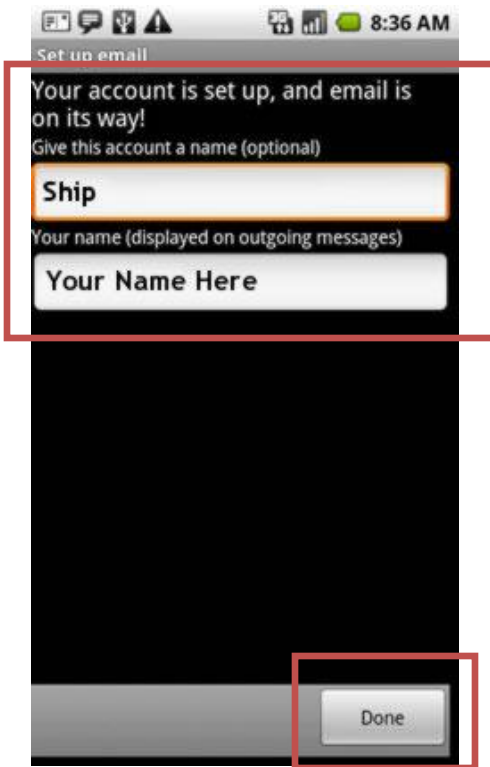 8:36 AM
Set up email
Your account is set up, and email is
on its way!
Give this account a name (optional)
Ship
Your name (displayed on outgoing messages)
Your Name Here
Done